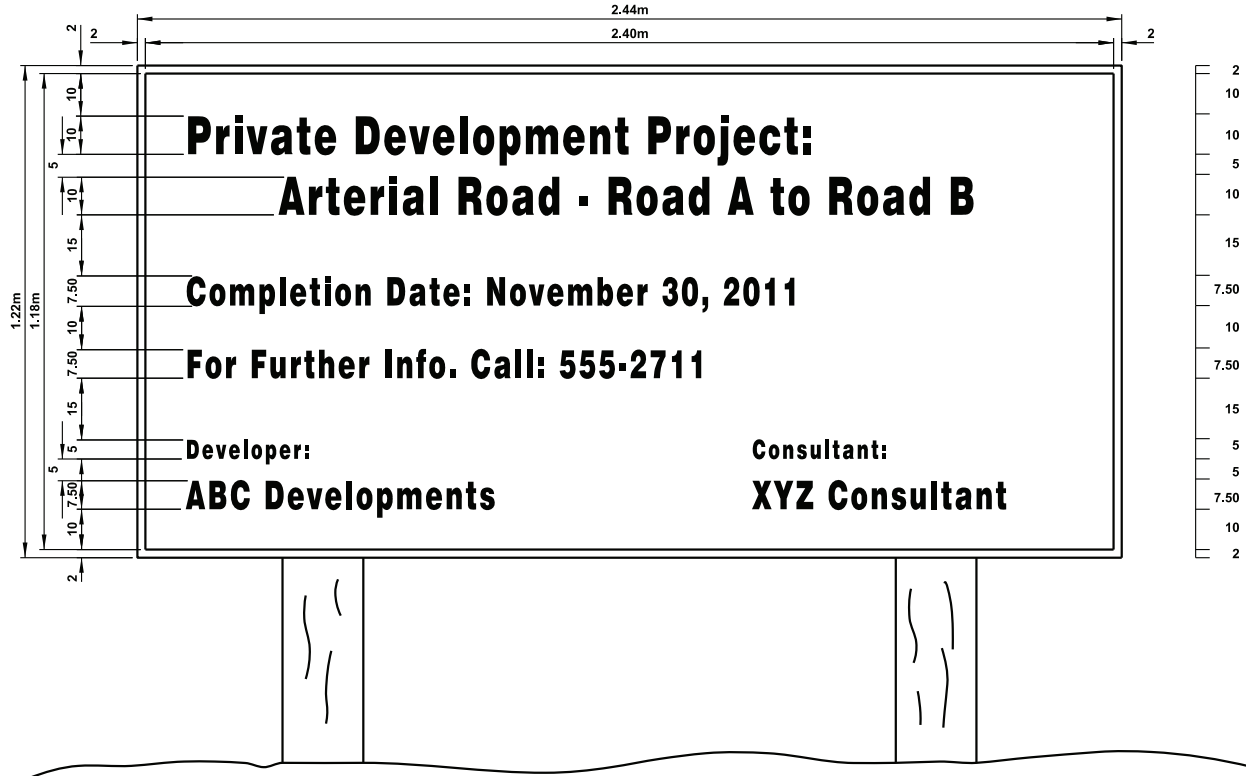 2.44m
2.40m
2 2 2
Private Development Project:
Arterial Road - Road A to Road B
Completion Date: November 30, 2011
For Further Info. Call: 555-2711
Developer: Consultant:
ABC Developments XYZ Consultant
1.22m
1.18m
10
10
5
10
15
7.50
10
7.50
15
5
5
7.50
10
2
2
10
10
5
10
15
7.50
10
7.50
15
5
5
7.50
10
2